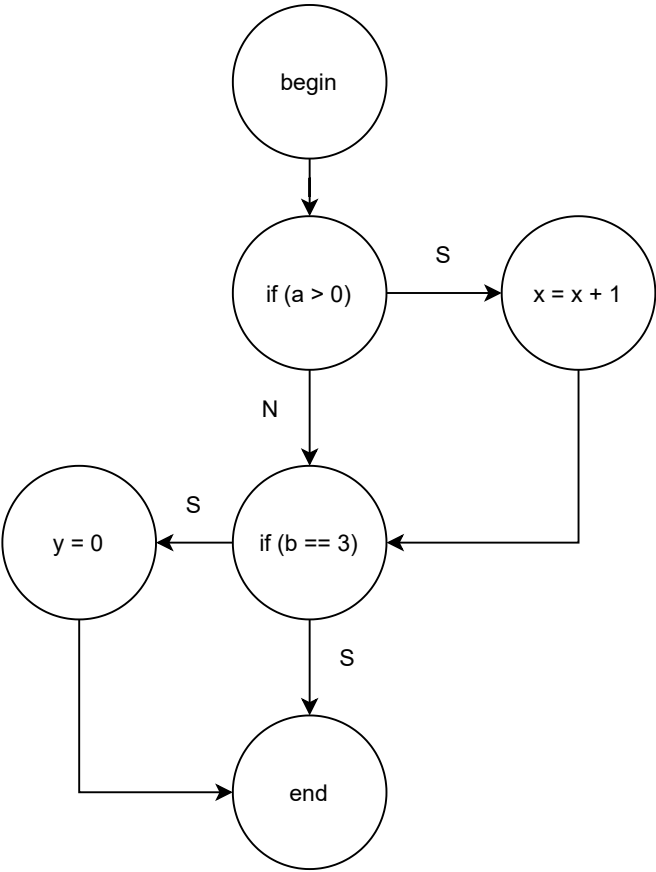 begin
if (a > 0)
S
x = x + 1
N
y = 0
S
if (b == 3)
S
end